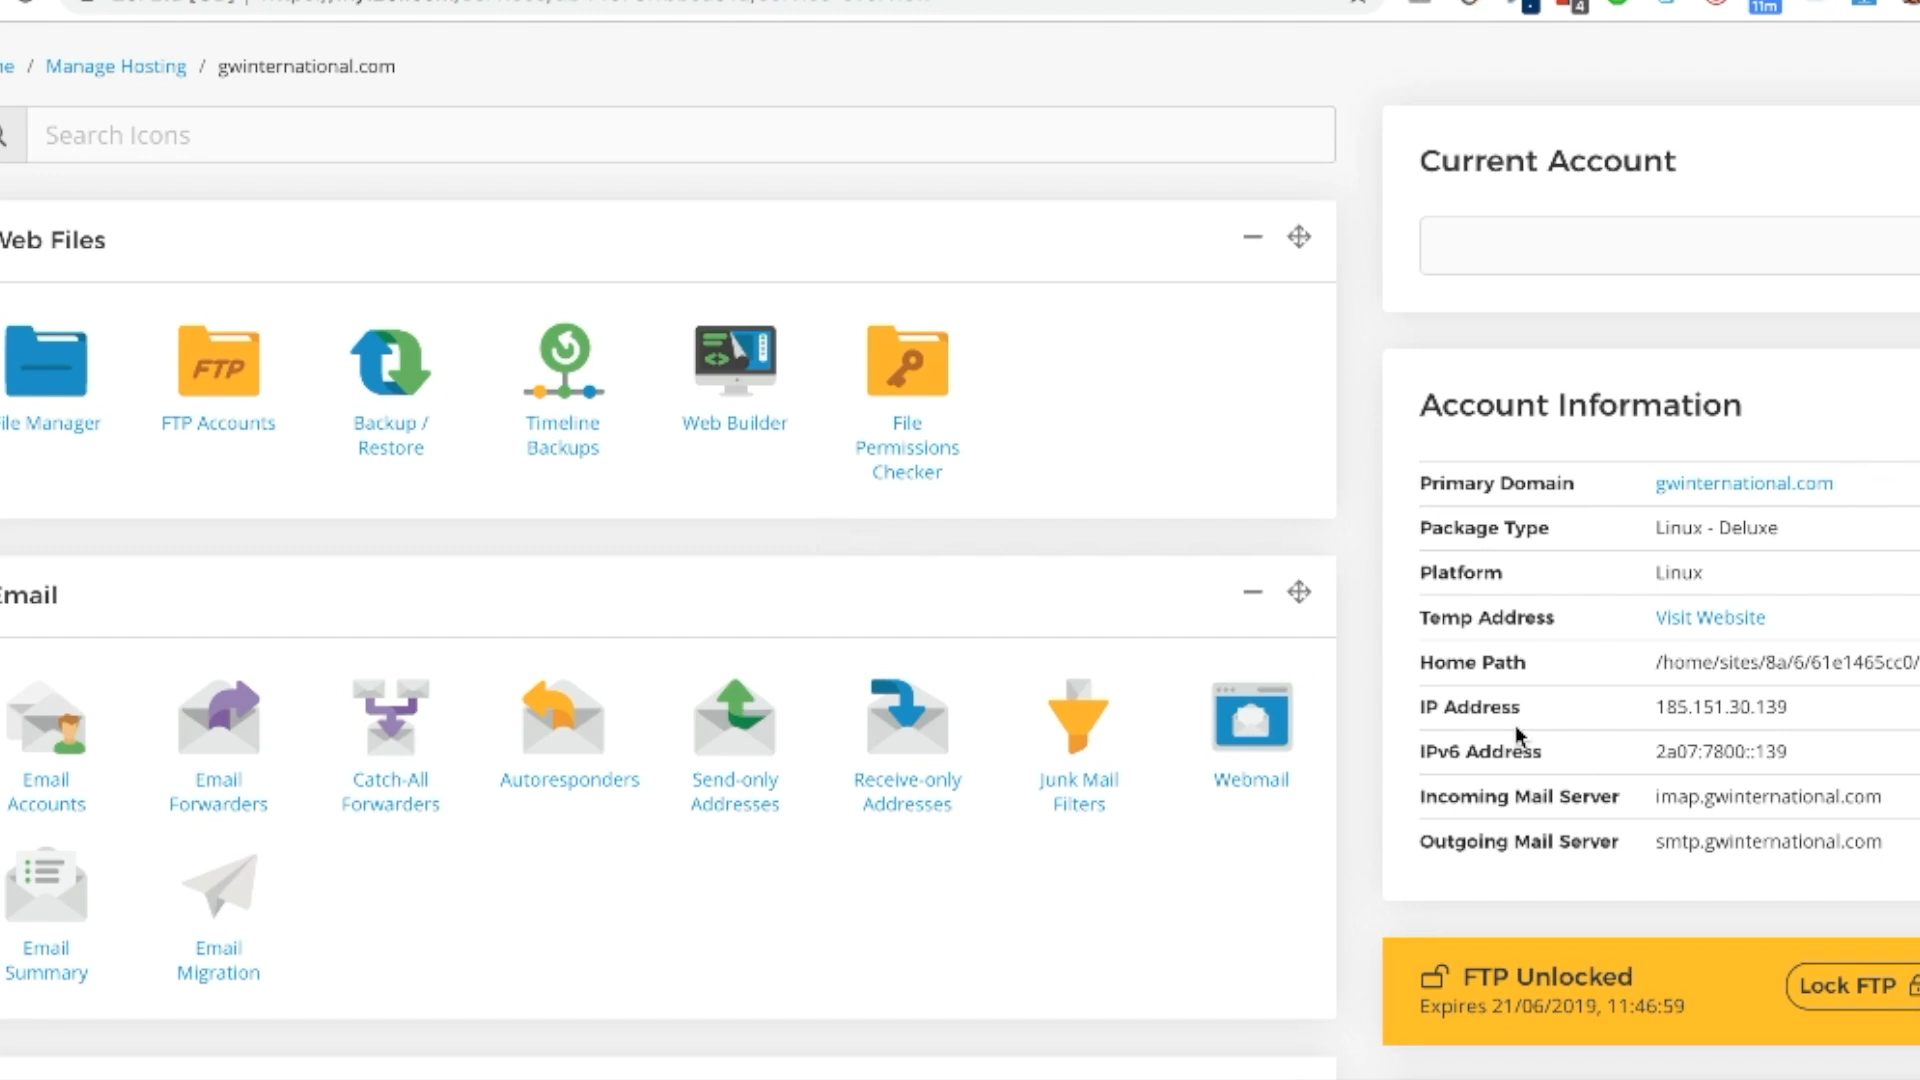 4
11m
/ Manage Hosting / gwinternational.com
Search Icons
Current Account
Web Files
File Manager
FTP
FTP Accounts
Backup /
Restore
Timeline
Backups
Web Builder
File
Permissions
Checker
Account Information
Primary Domain gwinternational.com
Package Type Linux - Deluxe
Platform Linux
Temp Address Visit Website
Home Path /home/sites/8a/6/61e1465cc0/
IP Address 185.151.30.139
IPv6 Address 2a07:7800::139
Incoming Mail Server imap.gwinternational.com
Outgoing Mail Server smtp.gwinternational.com
Email
Email
Accounts
Email
Forwarders
Catch-All
Forwarders
Autoresponders
Send-only
Addresses
Receive-only
Addresses
Junk Mail
Filters
Webmail
Email
Summary
Email
Migration
FTP Unlocked
Expires 21/06/2019, 11:46:59
Lock FTP